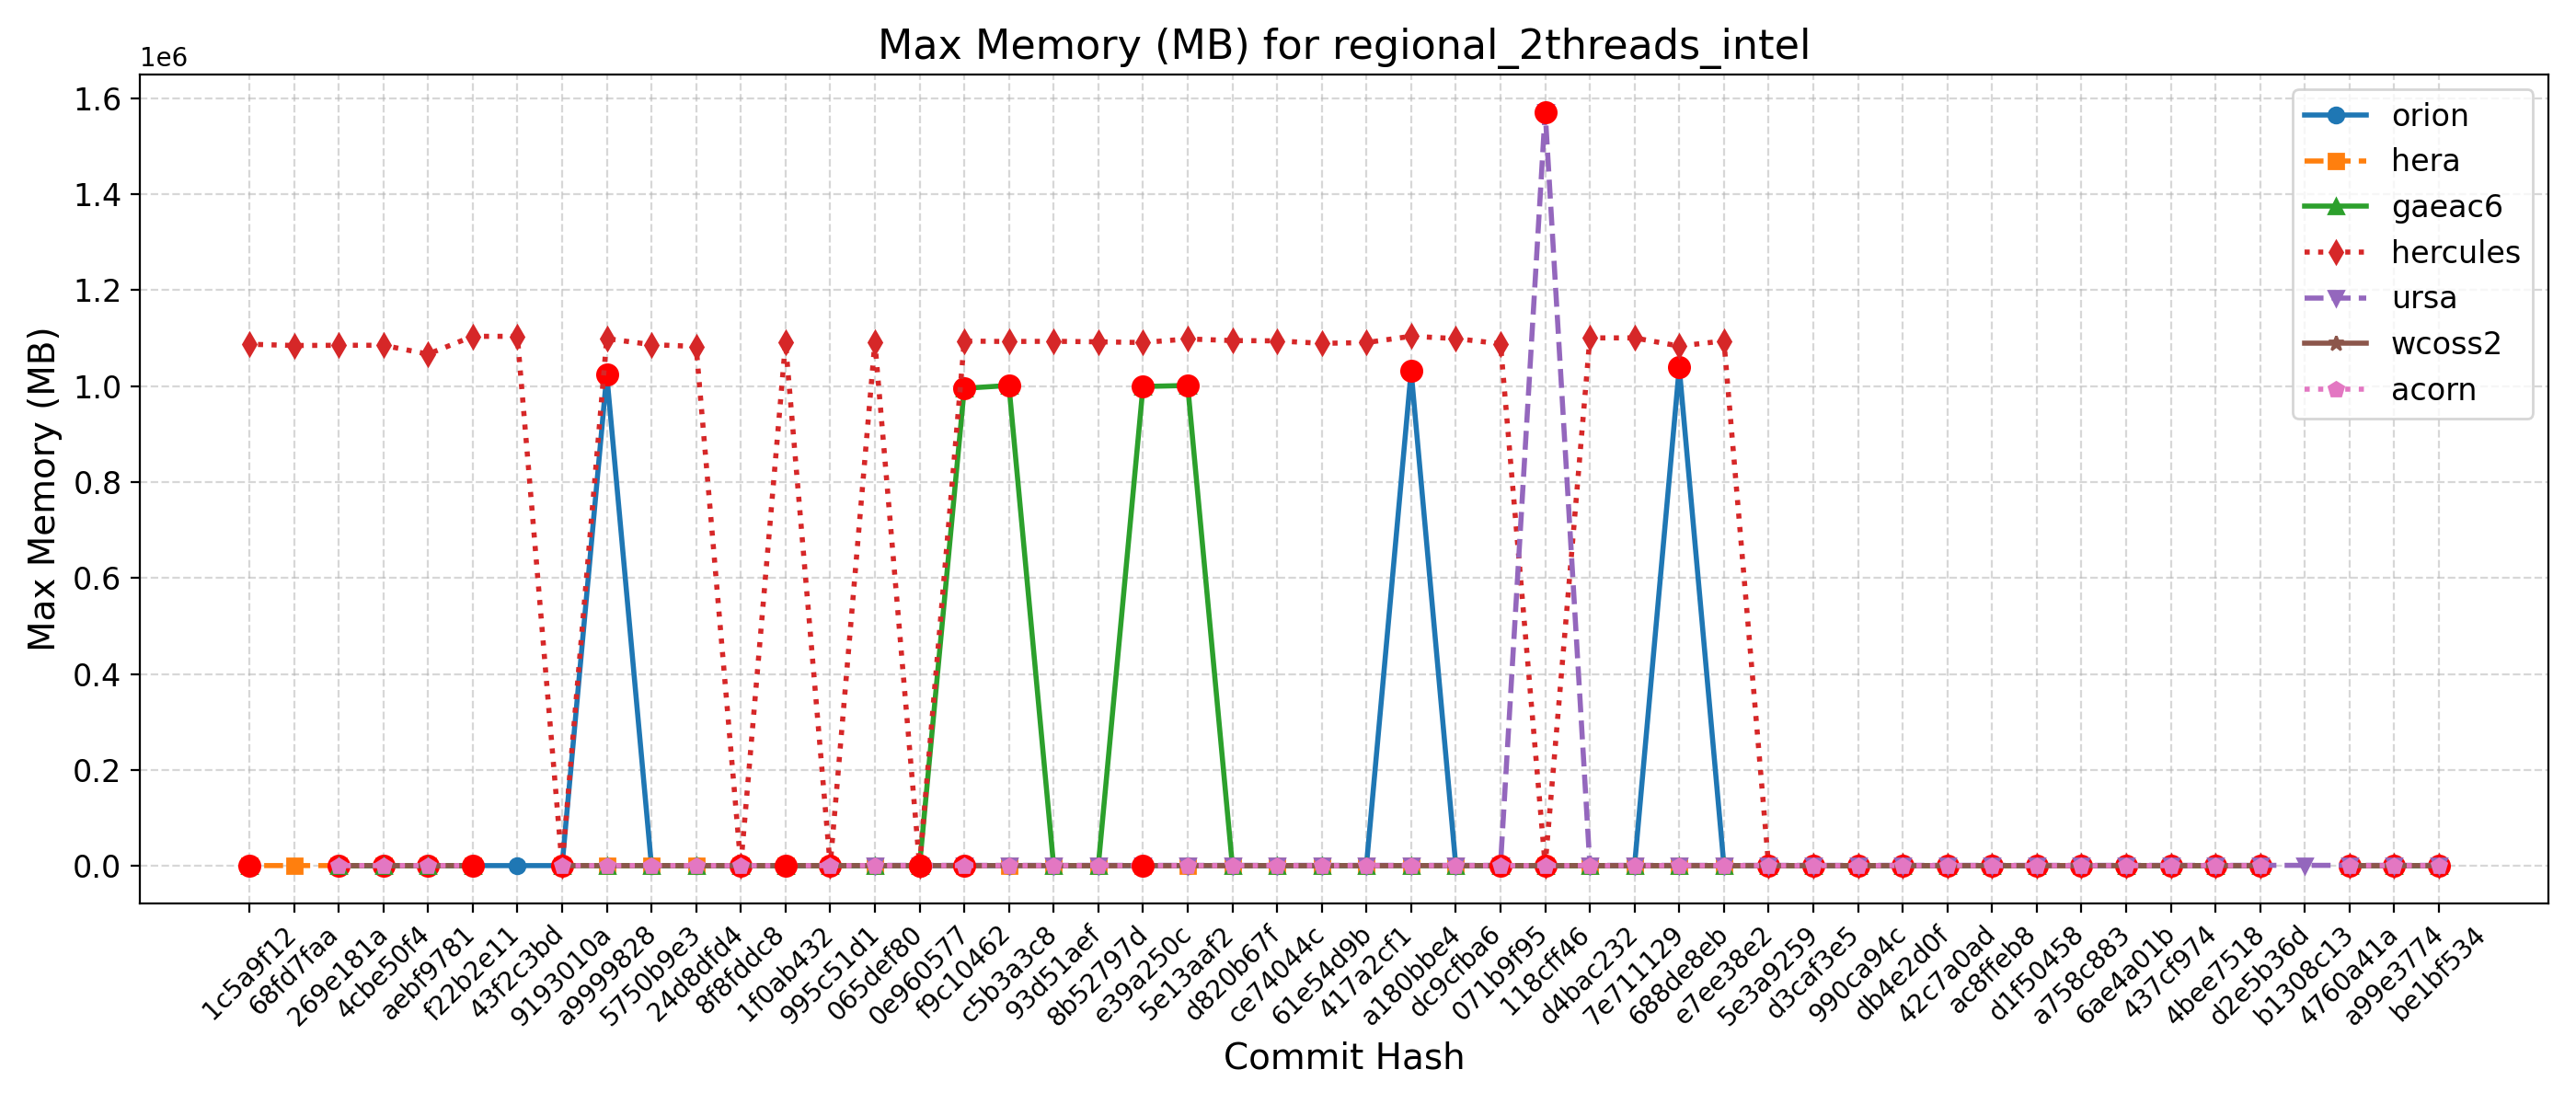 Max Memory (MB) for regional_2threads_intel
1e6
1.6
1.4
1.2
1.0
0.8
0.6
0.4
0.2
0.0
Max Memory (MB)
orion
hera
gaeac6
hercules
ursa
wcoss2
acorn
1c5a9f12
68fd7faa
269e181a
4cbe50f4
aebf9781
f22b2e11
43f2c3bd
9193010a
a9999828
5750b9e3
24d8dfd4
8f8fddc8
1f0ab432
995c51d1
065def80
0e960577
f9c10462
c5b3a3c8
93d51aef
8b52797d
e39a250c
5e13aaf2
d820b67f
ce74044c
61e54d9b
417a2cf1
a180bbe4
dc9cfba6
071b9f95
118cff46
d4bac232
7e711129
688de8eb
e7ee38e2
5e3a9259
d3caf3e5
990ca94c
db4e2d0f
42c7a0ad
ac8ffeb8
d1f50458
a758c883
6ae4a01b
437cf974
4bee7518
d2e5b36d
b1308c13
4760a41a
a99e3774
be1bf534
Commit Hash